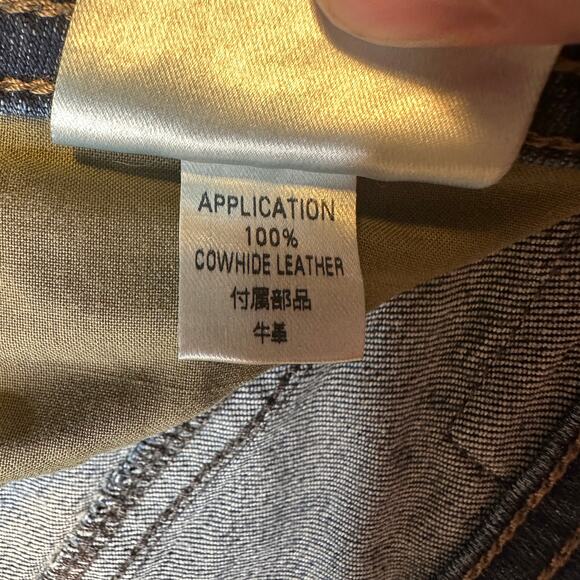 APPLICATION
100%
COWHIDE LEATHER
付属部品
牛革